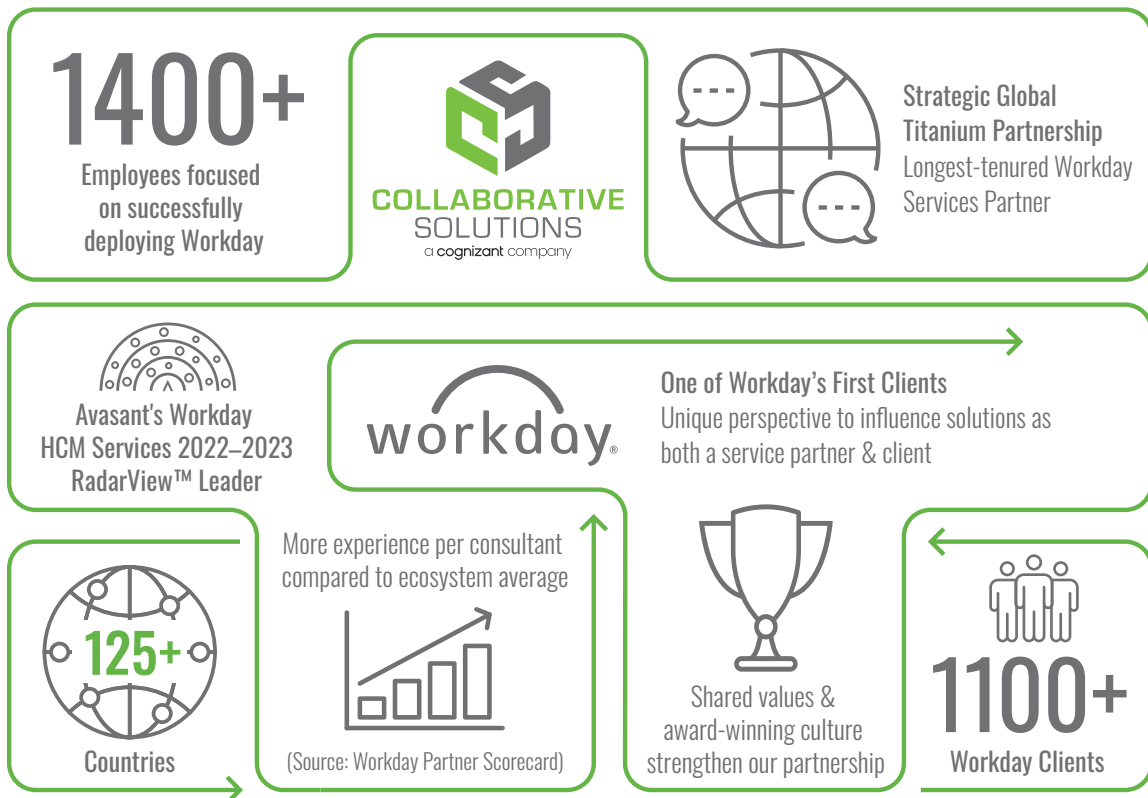 1400+
Employees focused
on successfully
deploying Workday
COLLABORATIVE
SOLUTIONS
a cognizant company
Strategic Global
Titanium Partnership
Longest-tenured Workday
Services Partner
Avasant's Workday
HCM Services 2022–2023
RadarView™ Leader
workday®
One of Workday's First Clients
Unique perspective to influence solutions as
both a service partner & client
125+
Countries
More experience per consultant
compared to ecosystem average
(Source: Workday Partner Scorecard)
Shared values &
award-winning culture
strengthen our partnership
1100+
Workday Clients